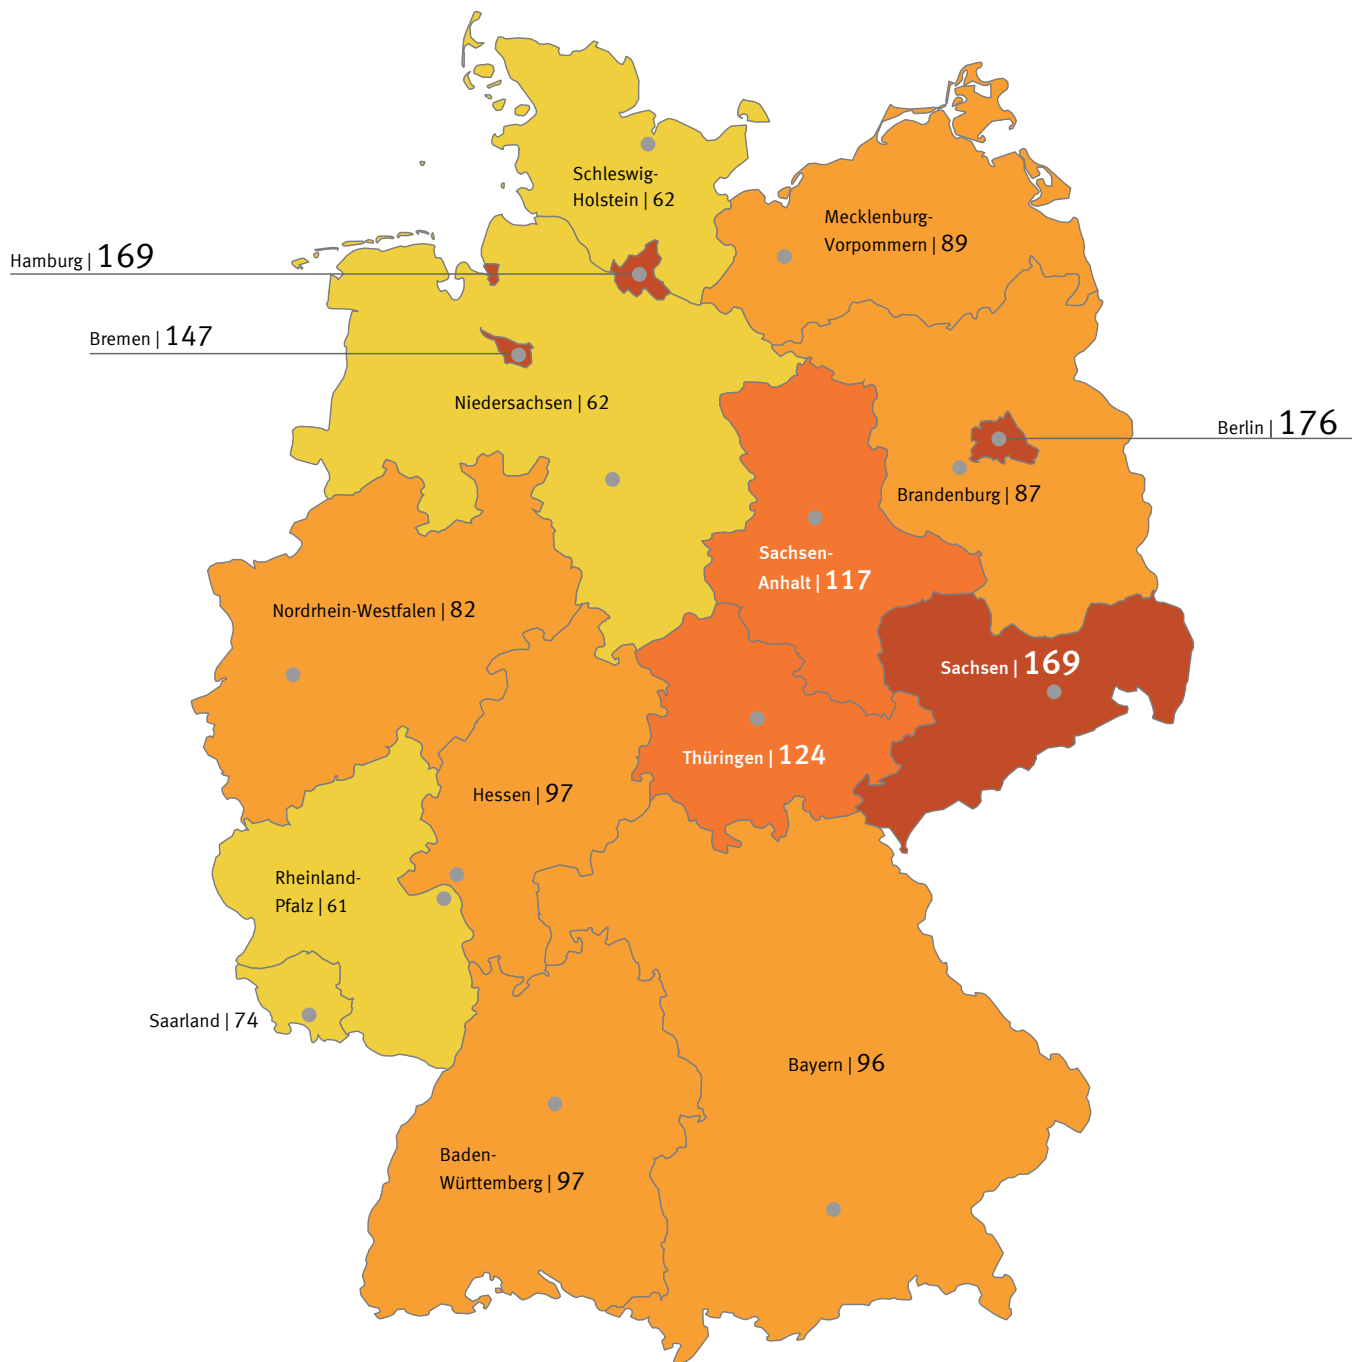 Schleswig-
Holstein | 62
Mecklenburg-
Vorpommern | 89
Hamburg | 169
Bremen | 147
Niedersachsen | 62
Berlin | 176
Brandenburg | 87
Sachsen-
Anhalt | 117
Nordrhein-Westfalen | 82
Sachsen | 169
Thüringen | 124
Hessen | 97
Rheinland-
Pfalz | 61
Saarland | 74
Bayern | 96
Baden-
Württemberg | 97